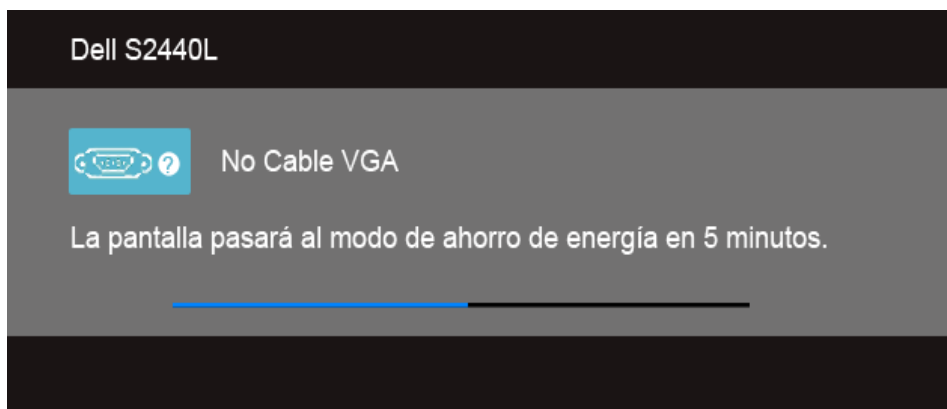 Dell S2440L
No Cable VGA
La pantalla pasará al modo de ahorro de energía en 5 minutos.